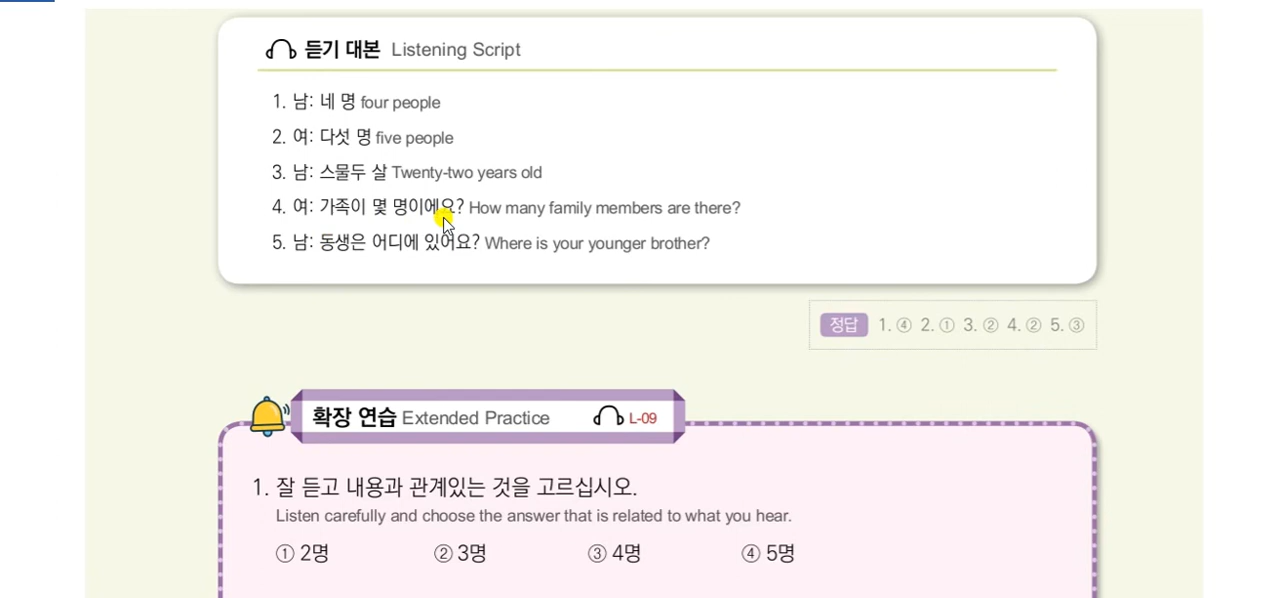 듣기 대본 Listening Script
1. 남: 네 명 four people
2. 여: 다섯 명 five people
3. 남: 스물두 살 Twenty-two years old
4. 여: 가족이 몇 명이에요? How many family members are there?
5. 남: 동생은 어디에 있어요? Where is your younger brother?
정답 1. ④ 2. ① 3. ② 4. ② 5. ③
확장 연습 Extended Practice L-09
1. 잘 듣고 내용과 관계있는 것을 고르십시오.
Listen carefully and choose the answer that is related to what you hear.
① 2명 ② 3명 ③ 4명 ④ 5명